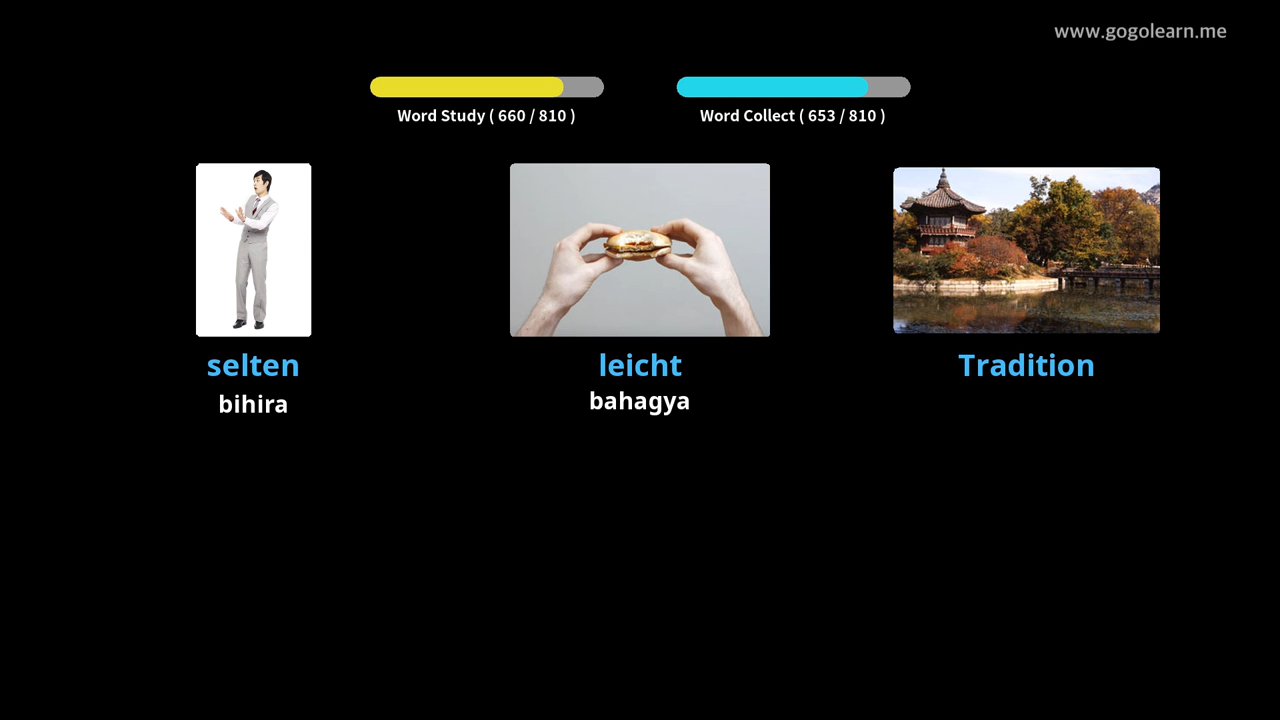 www.gogolearn.me
Word Study ( 660 / 810 )
Word Collect ( 653 / 810 )
selten
bihira
leicht
bahagya
Tradition